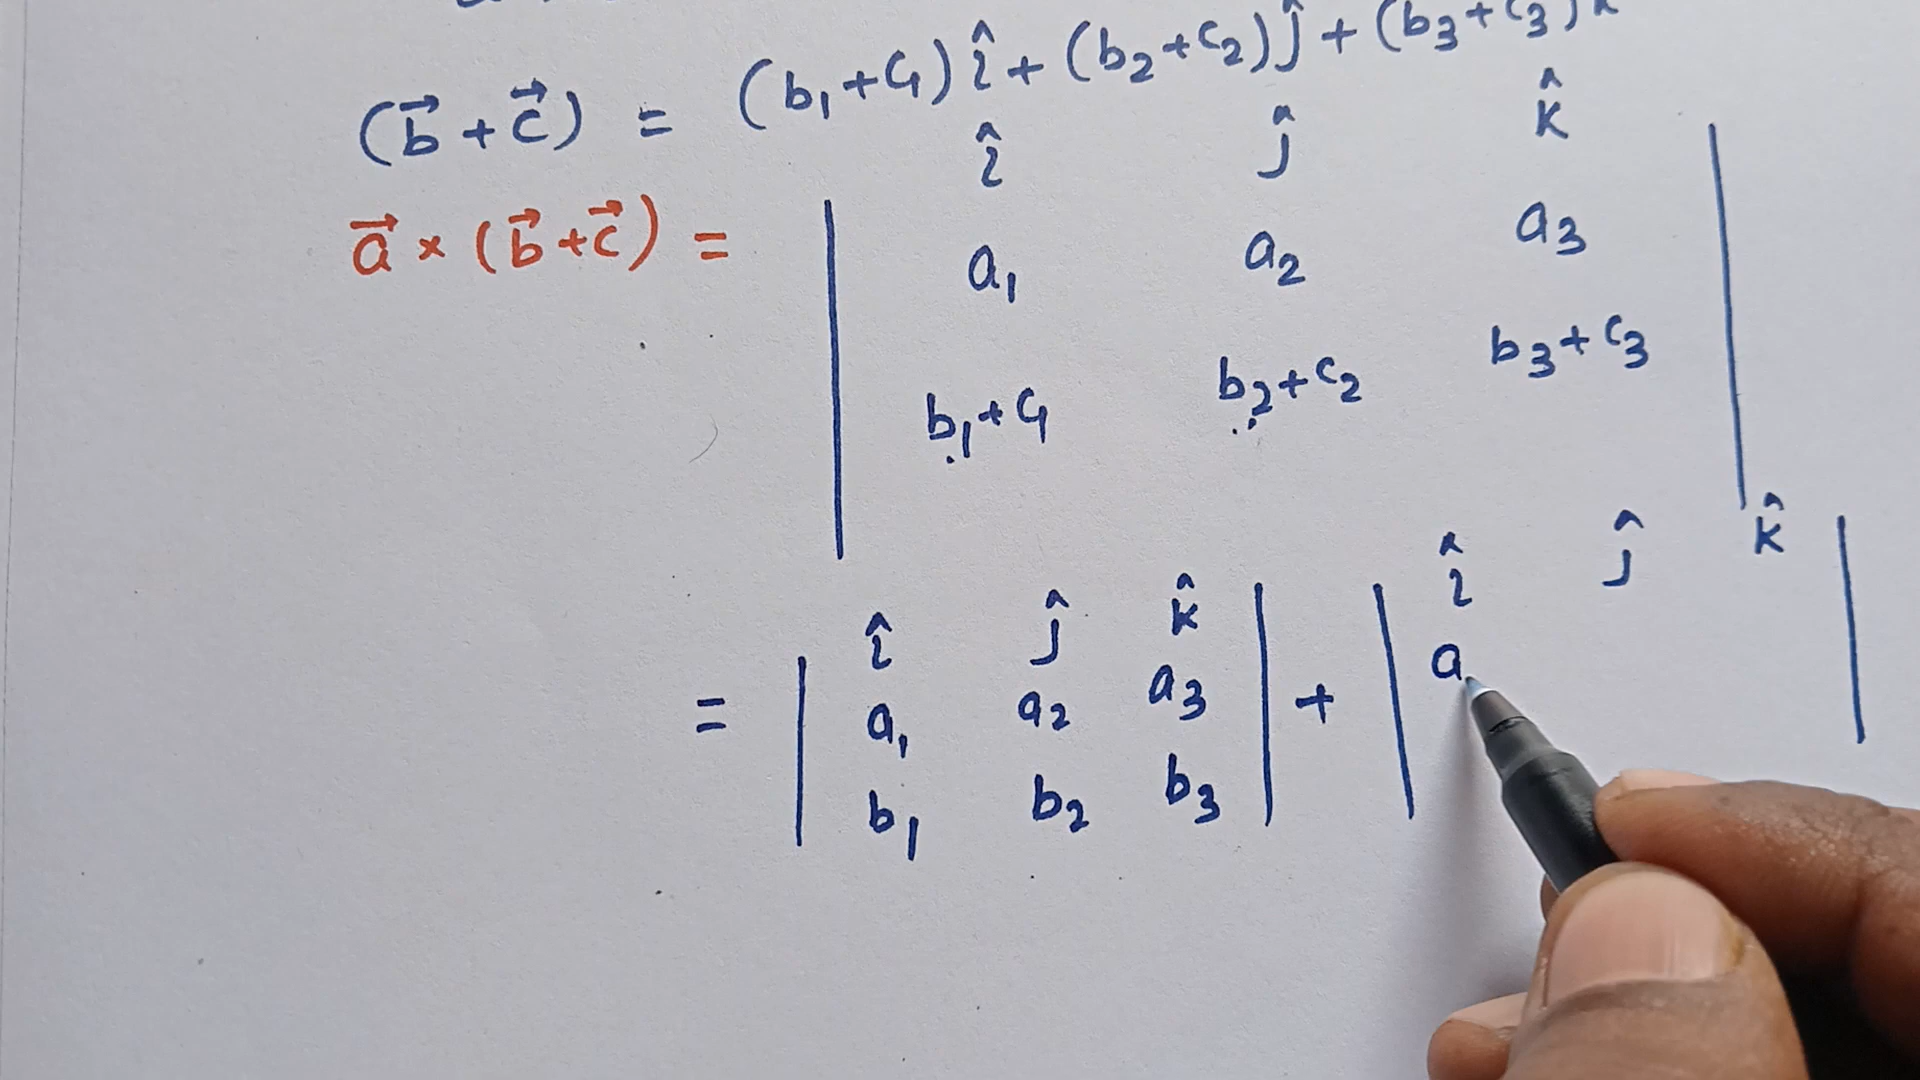 (b⃗ + c⃗) = (b₁+c₁) î + (b₂+c₂) ĵ + (b₃+c₃) k̂
a⃗ × (b⃗+c⃗) = | î ĵ k̂ |
a₁ a₂ a₃
b₁+c₁ b₂+c₂ b₃+c₃
= | î ĵ k̂ | + | î ĵ k̂ |
a₁ a₂ a₃ a
b₁ b₂ b₃